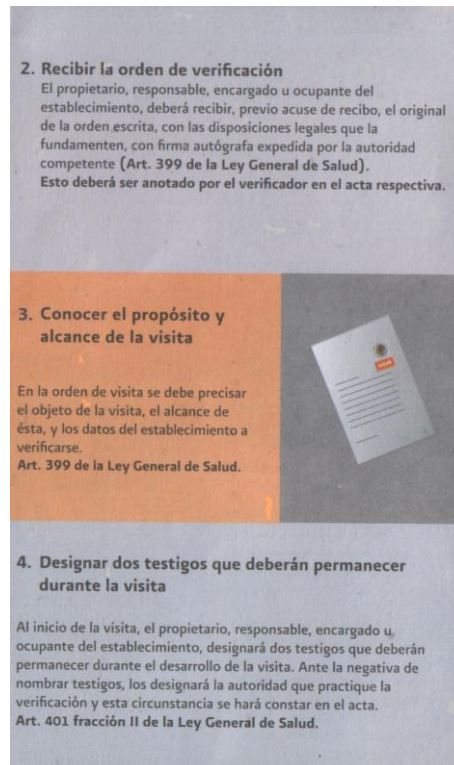 2. Recibir la orden de verificación
El propietario, responsable, encargado u ocupante del
establecimiento, deberá recibir, previo acuse de recibo, el original
de la orden escrita, con las disposiciones legales que la
fundamenten, con firma autógrafa expedida por la autoridad
competente (Art. 399 de la Ley General de Salud).
Esto deberá ser anotado por el verificador en el acta respectiva.
3. Conocer el propósito y
alcance de la visita
En la orden de visita se debe precisar
el objeto de la visita, el alcance de
ésta, y los datos del establecimiento a
verificarse.
Art. 399 de la Ley General de Salud.
4. Designar dos testigos que deberán permanecer
durante la visita
Al inicio de la visita, el propietario, responsable, encargado u
ocupante del establecimiento, designará dos testigos que deberán
permanecer durante el desarrollo de la visita. Ante la negativa de
nombrar testigos, los designará la autoridad que practique la
verificación y esta circunstancia se hará constar en el acta.
Art. 401 fracción II de la Ley General de Salud.